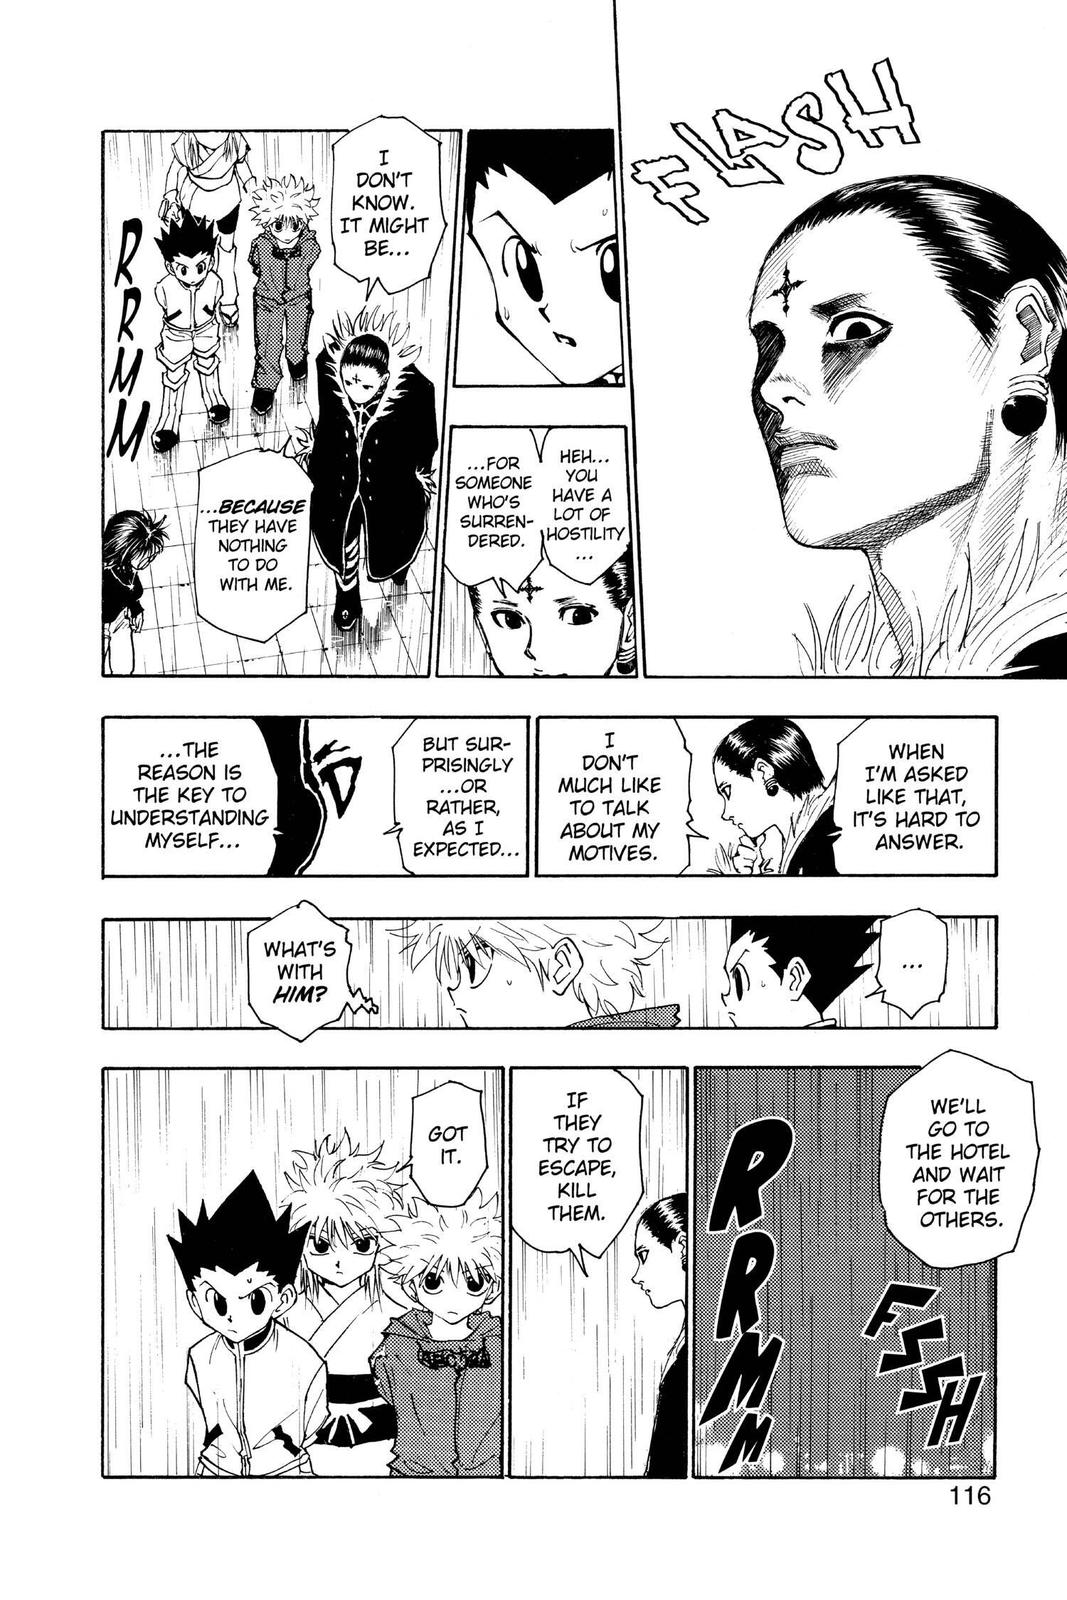 FLASH
HEH...
YOU
HAVE A
LOT OF
HOSTILITY
...
...FOR
SOMEONE
WHO'S
SURREN-
DERED.
I
DON'T
KNOW.
IT MIGHT
BE...
RRMM
...BECAUSE
THEY HAVE
NOTHING
TO DO
WITH ME.
WHEN
I'M ASKED
LIKE THAT,
IT'S HARD TO
ANSWER.
I
DON'T
MUCH LIKE
TO TALK
ABOUT MY
MOTIVES.
BUT SUR-
PRISINGLY
...OR
RATHER,
AS I
EXPECTED...
...THE
REASON IS
THE KEY TO
UNDERSTANDING
MYSELF...
...
WHAT'S
WITH
HIM?
WE'LL
GO TO
THE HOTEL
AND WAIT
FOR THE
OTHERS.
FSSH
RRMM
IF
THEY
TRY TO
ESCAPE,
KILL
THEM.
GOT
IT.
116